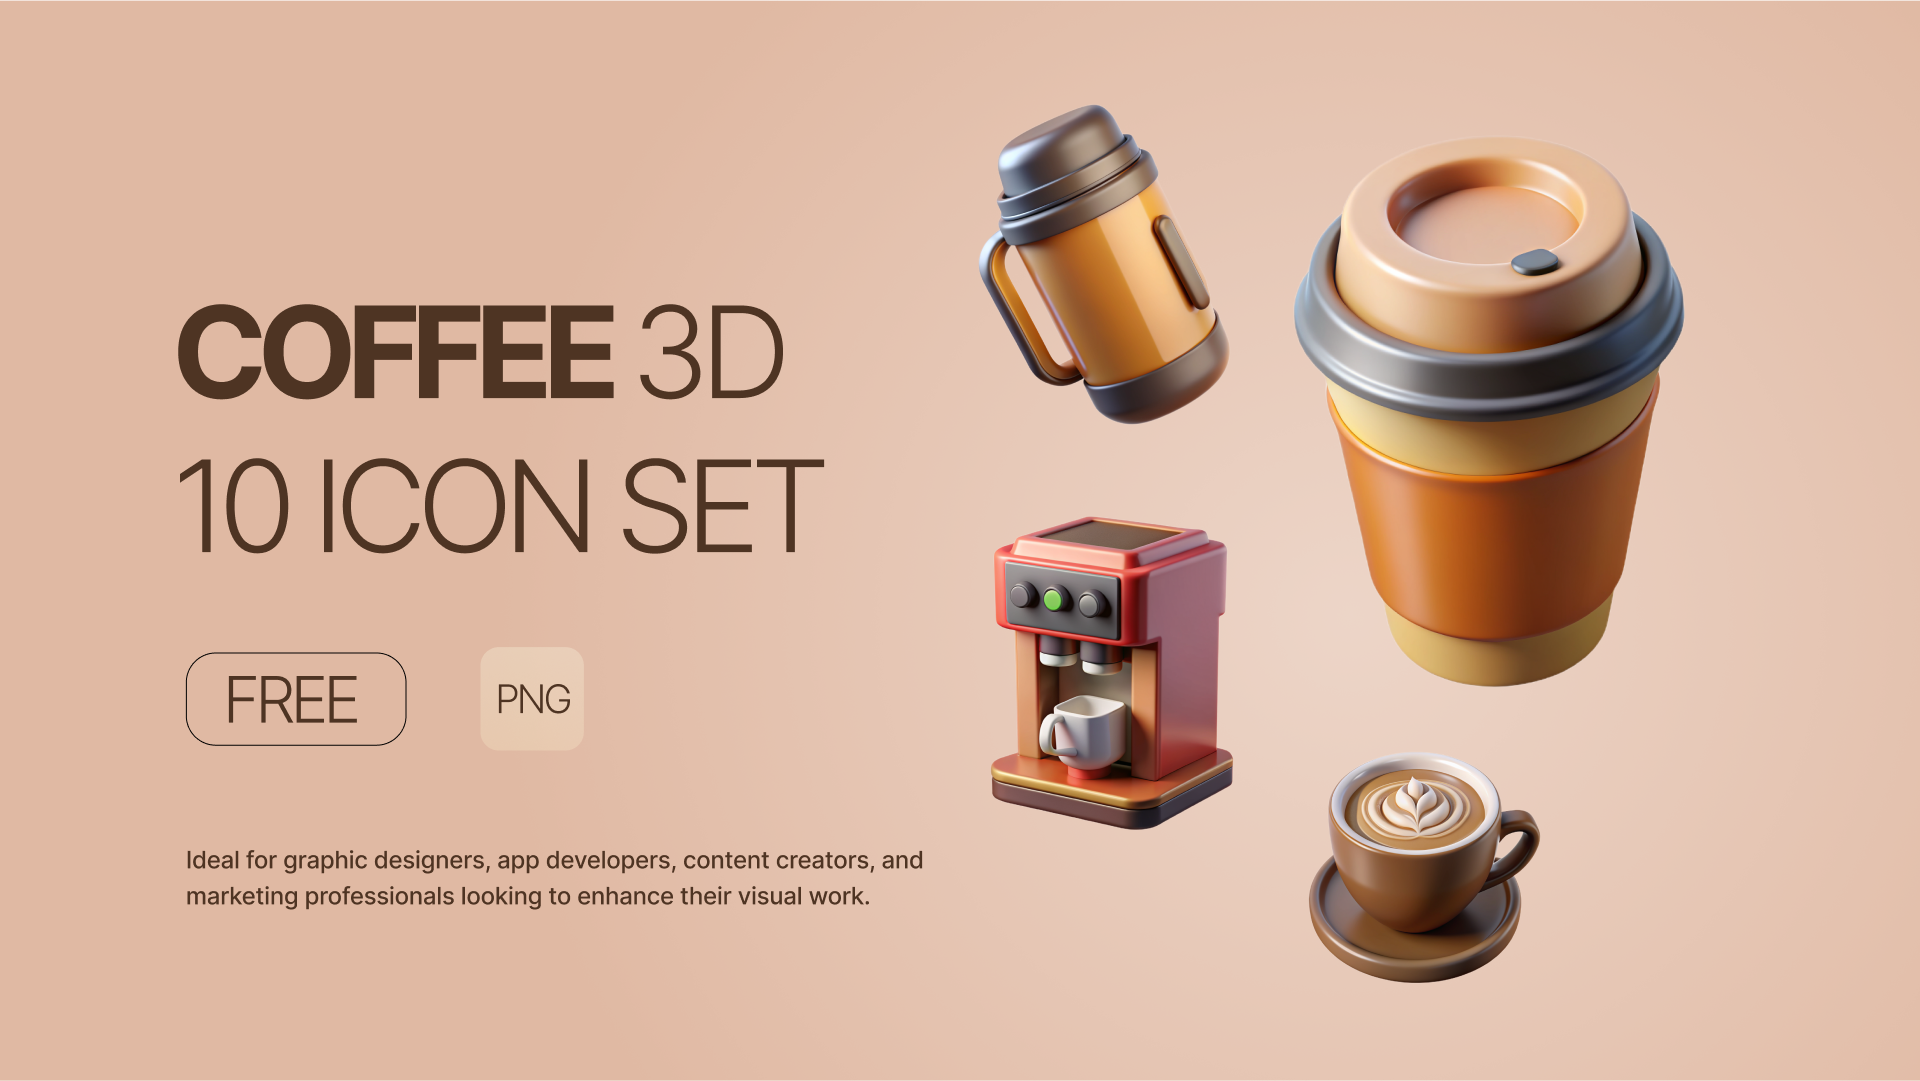 COFFEE 3D
10 ICON SET
FREE
PNG
Ideal for graphic designers, app developers, content creators, and
marketing professionals looking to enhance their visual work.